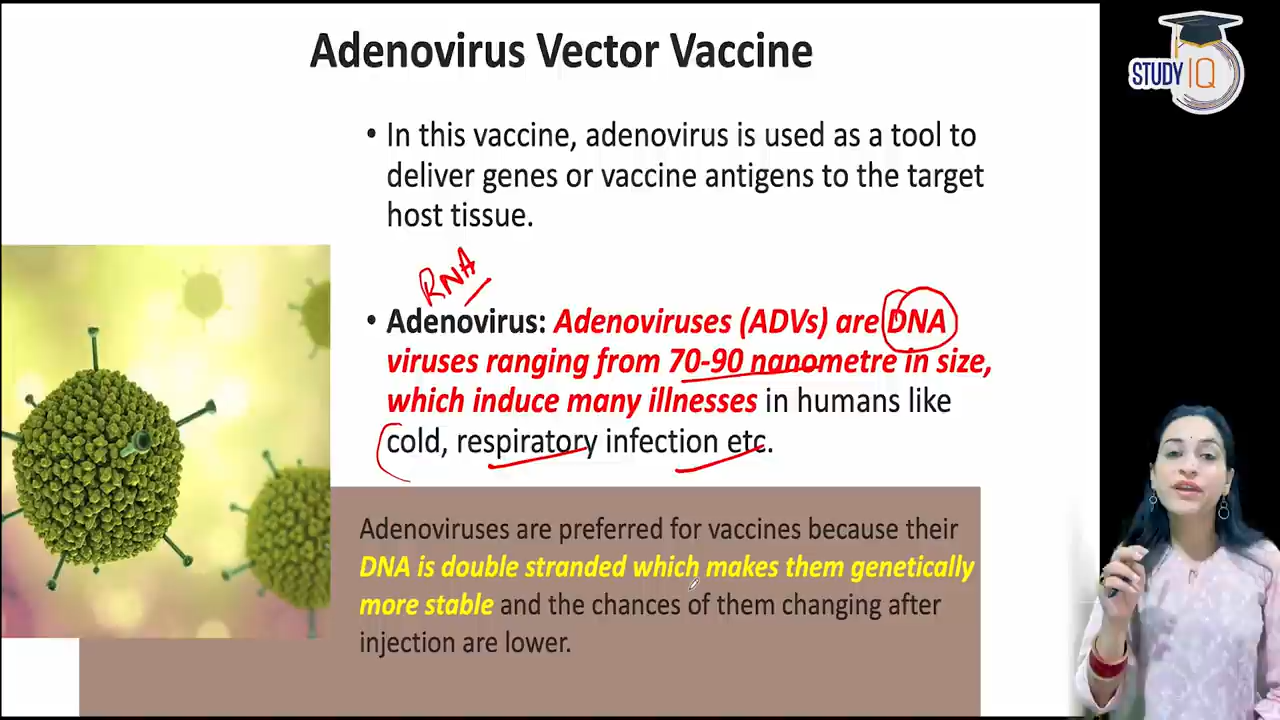 Adenovirus Vector Vaccine
STUDY IQ
• In this vaccine, adenovirus is used as a tool to
deliver genes or vaccine antigens to the target
host tissue.
RNA
• Adenovirus: Adenoviruses (ADVs) are DNA
viruses ranging from 70-90 nanometre in size,
which induce many illnesses in humans like
cold, respiratory infection etc.
Adenoviruses are preferred for vaccines because their
DNA is double stranded which makes them genetically
more stable and the chances of them changing after
injection are lower.